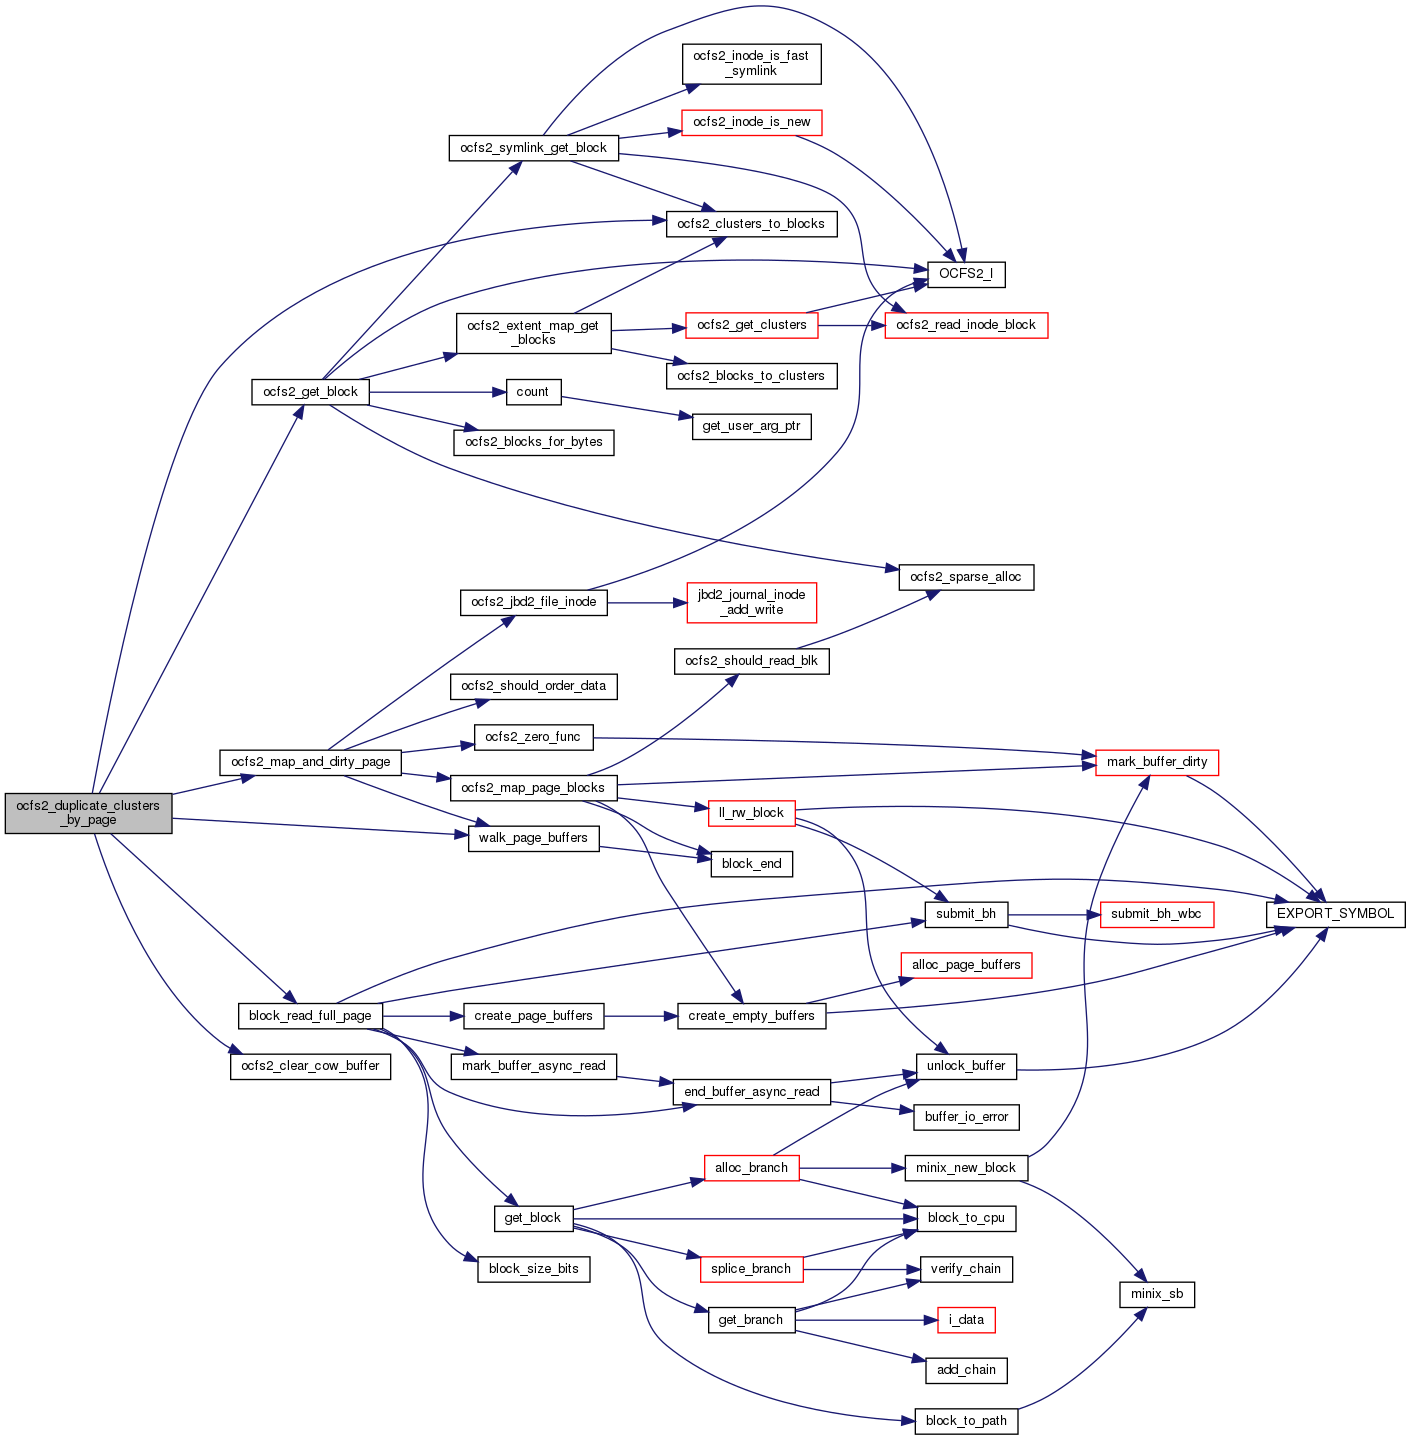 ocfs2_inode_is_fast
_symlink
ocfs2_inode_is_new
ocfs2_symlink_get_block
ocfs2_clusters_to_blocks
OCFS2_I
ocfs2_extent_map_get
_blocks
ocfs2_get_clusters
ocfs2_read_inode_block
ocfs2_blocks_to_clusters
ocfs2_get_block
count
get_user_arg_ptr
ocfs2_blocks_for_bytes
ocfs2_sparse_alloc
ocfs2_jbd2_file_inode
jbd2_journal_inode
_add_write
ocfs2_should_read_blk
ocfs2_should_order_data
ocfs2_zero_func
ocfs2_map_and_dirty_page
mark_buffer_dirty
ocfs2_map_page_blocks
ocfs2_duplicate_clusters
_by_page
ll_rw_block
walk_page_buffers
block_end
submit_bh
submit_bh_wbc
EXPORT_SYMBOL
alloc_page_buffers
block_read_full_page
create_page_buffers
create_empty_buffers
ocfs2_clear_cow_buffer
mark_buffer_async_read
unlock_buffer
end_buffer_async_read
buffer_io_error
alloc_branch
minix_new_block
get_block
block_to_cpu
block_size_bits
splice_branch
verify_chain
minix_sb
get_branch
i_data
add_chain
block_to_path